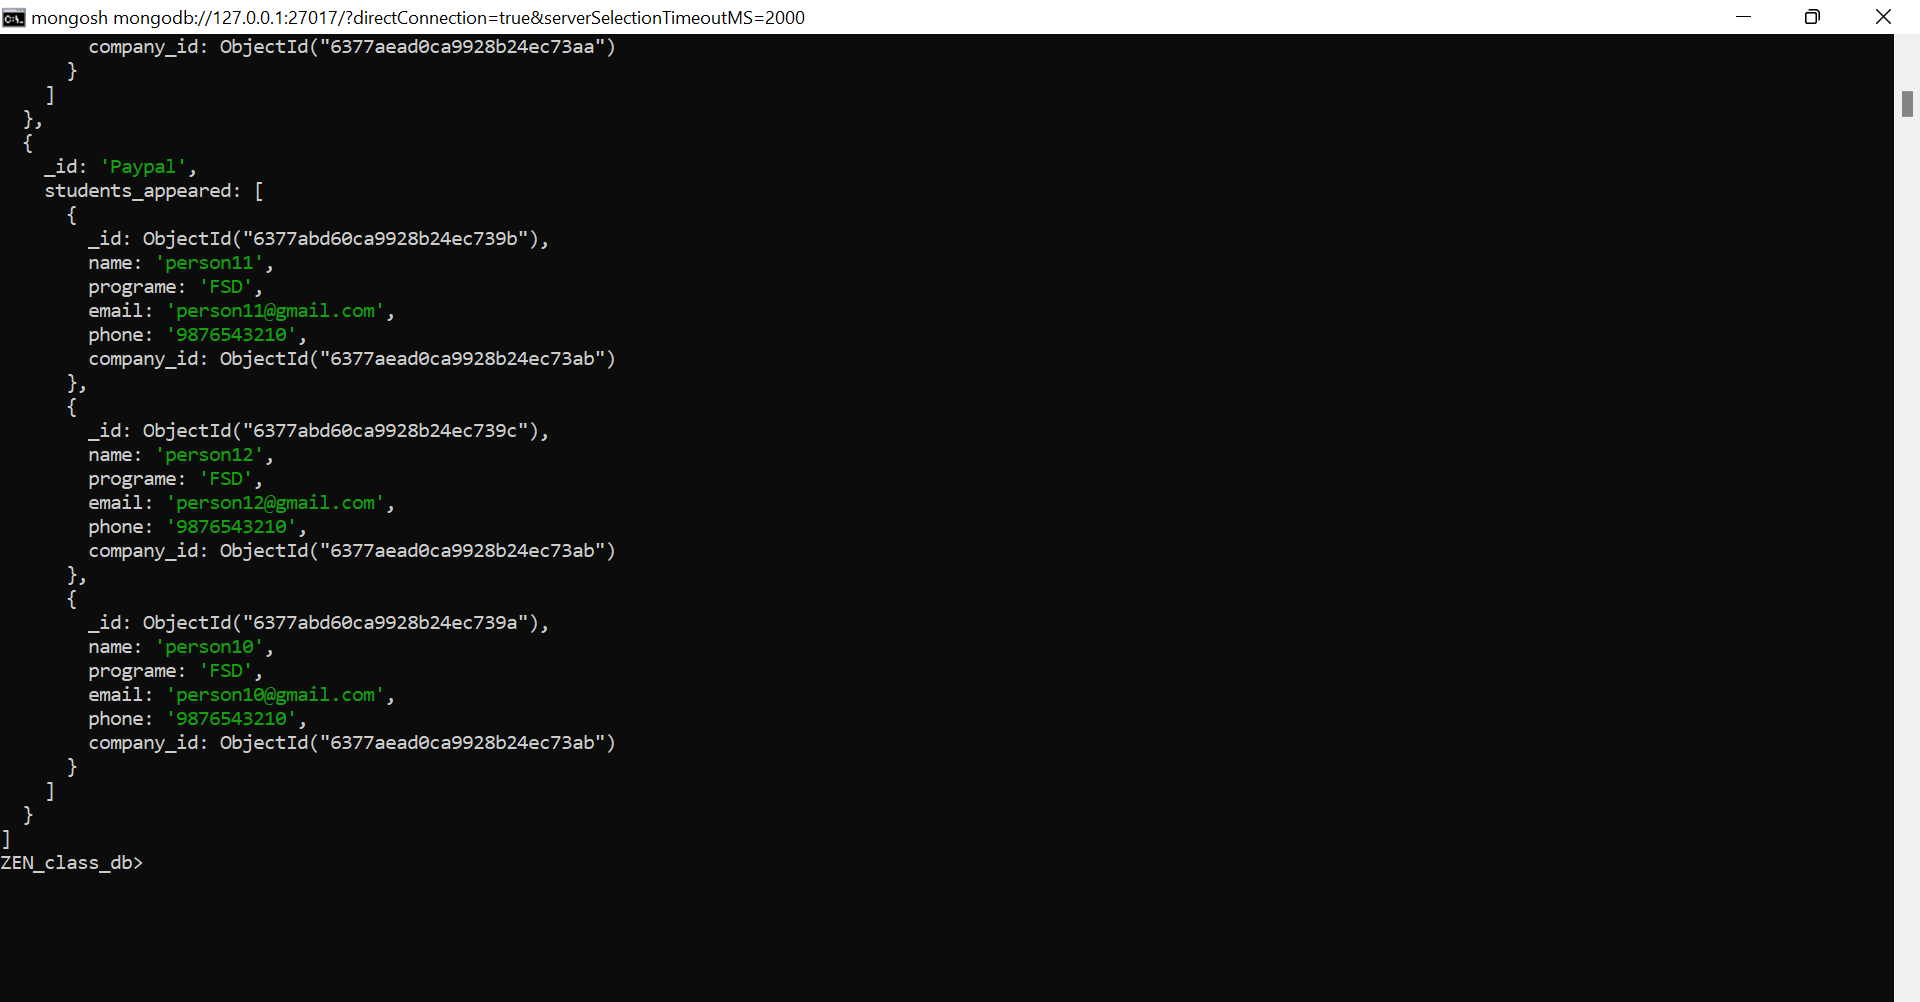 mongosh mongodb://127.0.0.1:27017/?directConnection=true&serverSelectionTimeoutMS=2000
        company_id: ObjectId("6377aead0ca9928b24ec73aa")
      }
    ]
  },
  {
    _id: 'Paypal',
    students_appeared: [
      {
        _id: ObjectId("6377abd60ca9928b24ec739b"),
        name: 'person11',
        programe: 'FSD',
        email: 'person11@gmail.com',
        phone: '9876543210',
        company_id: ObjectId("6377aead0ca9928b24ec73ab")
      },
      {
        _id: ObjectId("6377abd60ca9928b24ec739c"),
        name: 'person12',
        programe: 'FSD',
        email: 'person12@gmail.com',
        phone: '9876543210',
        company_id: ObjectId("6377aead0ca9928b24ec73ab")
      },
      {
        _id: ObjectId("6377abd60ca9928b24ec739a"),
        name: 'person10',
        programe: 'FSD',
        email: 'person10@gmail.com',
        phone: '9876543210',
        company_id: ObjectId("6377aead0ca9928b24ec73ab")
      }
    ]
  }
]
ZEN_class_db>